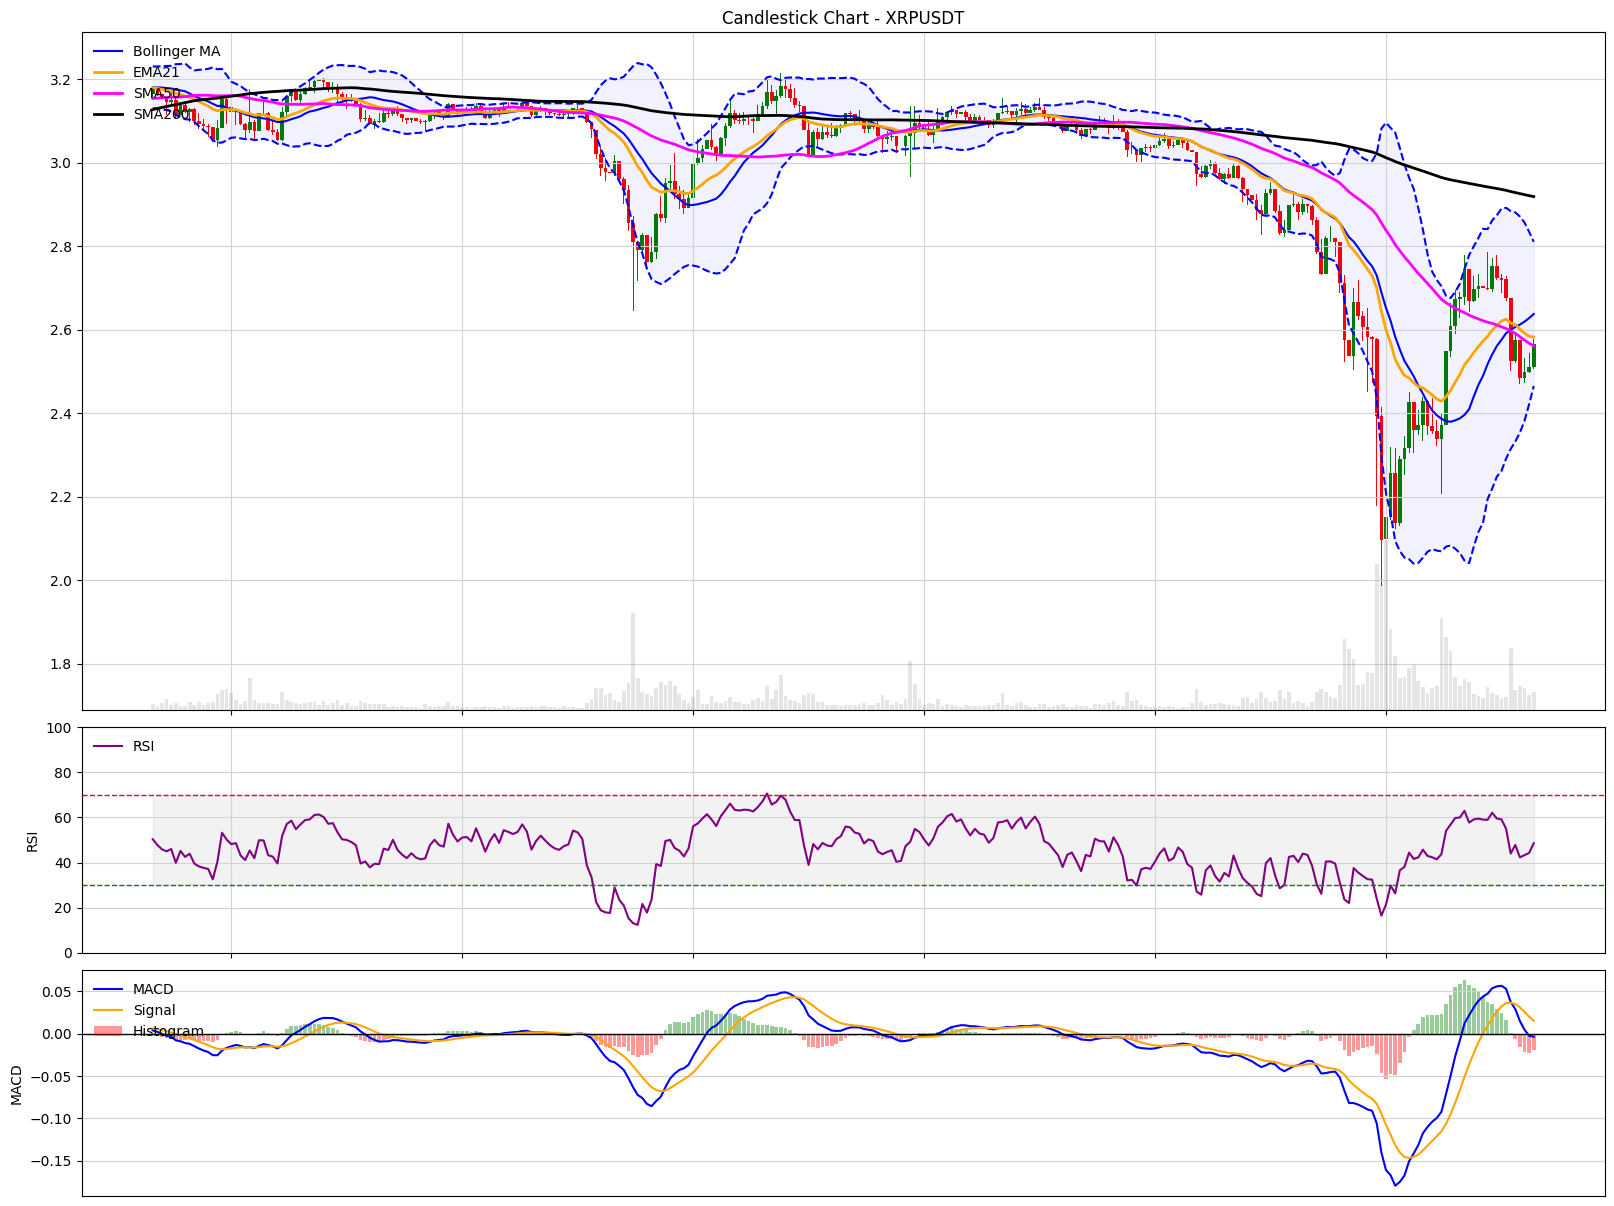 Candlestick Chart - XRPUSDT
Bollinger MA
EMA21
SMA50
SMA200
3.2
3.0
2.8
2.6
2.4
2.2
2.0
1.8
RSI
100
80
60
40
20
0
RSI
MACD
Signal
Histogram
0.05
0.00
−0.05
−0.10
−0.15
MACD